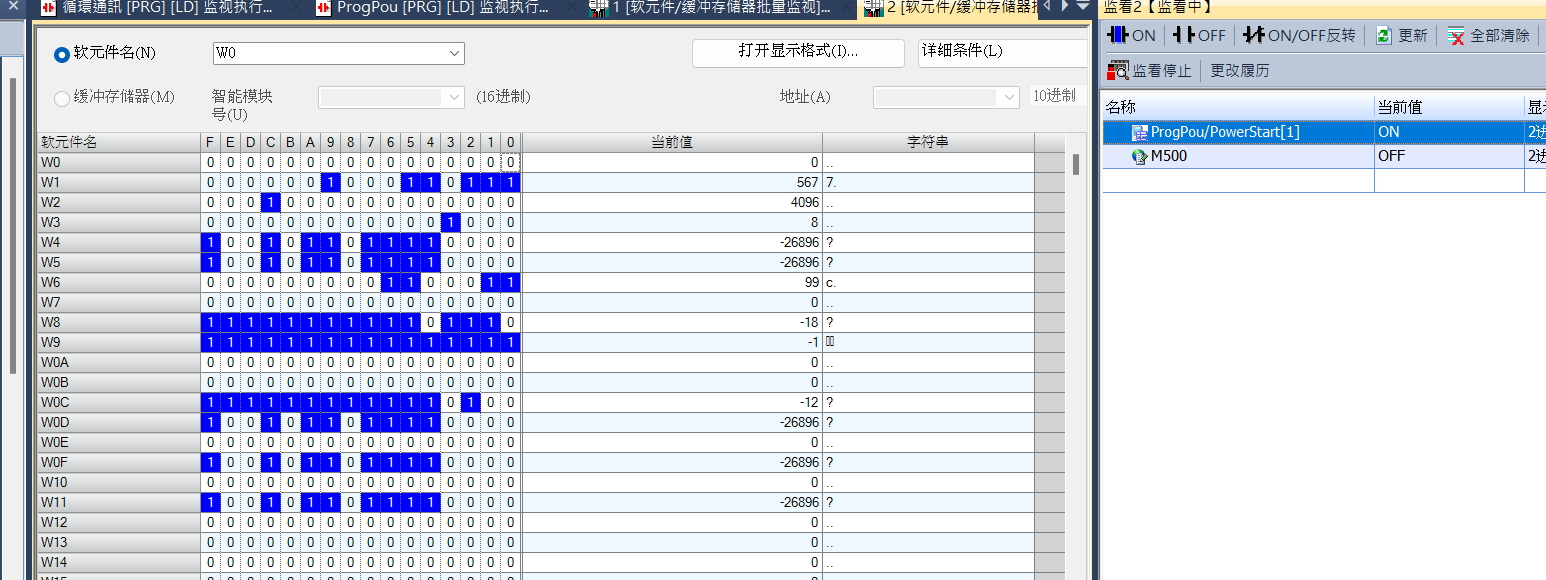 循環通訊 [PRG] [LD] 监视执行... ProgPou [PRG] [LD] 监视执行... 1 [软元件/缓冲存储器批量监视]... 2 [软元件/缓冲存储器
监看2【监看中】
软元件名(N) W0 打开显示格式(I)... 详细条件(L)
ON OFF ON/OFF反转 更新 全部清除
监看停止 更改履历
缓冲存储器(M) 智能模块号(U) (16进制) 地址(A) 10进制
名称 当前值
ProgPou/PowerStart[1] ON 2进
M500 OFF 2进
软元件名 F E D C B A 9 8 7 6 5 4 3 2 1 0 当前值 字符串
W0 0 0 0 0 0 0 0 0 0 0 0 0 0 0 0 0 0 ..
W1 0 0 0 0 0 0 1 0 0 0 1 1 0 1 1 1 567 7.
W2 0 0 0 1 0 0 0 0 0 0 0 0 0 0 0 0 4096 ..
W3 0 0 0 0 0 0 0 0 0 0 0 0 1 0 0 0 8 ..
W4 1 0 0 1 0 1 1 0 1 1 1 1 0 0 0 0 -26896 ?
W5 1 0 0 1 0 1 1 0 1 1 1 1 0 0 0 0 -26896 ?
W6 0 0 0 0 0 0 0 0 0 1 1 0 0 0 1 1 99 c.
W7 0 0 0 0 0 0 0 0 0 0 0 0 0 0 0 0 0 ..
W8 1 1 1 1 1 1 1 1 1 1 1 0 1 1 1 0 -18 ?
W9 1 1 1 1 1 1 1 1 1 1 1 1 1 1 1 1 -1
W0A 0 0 0 0 0 0 0 0 0 0 0 0 0 0 0 0 0 ..
W0B 0 0 0 0 0 0 0 0 0 0 0 0 0 0 0 0 0 ..
W0C 1 1 1 1 1 1 1 1 1 1 1 1 0 1 0 0 -12 ?
W0D 1 0 0 1 0 1 1 0 1 1 1 1 0 0 0 0 -26896 ?
W0E 0 0 0 0 0 0 0 0 0 0 0 0 0 0 0 0 0 ..
W0F 1 0 0 1 0 1 1 0 1 1 1 1 0 0 0 0 -26896 ?
W10 0 0 0 0 0 0 0 0 0 0 0 0 0 0 0 0 0 ..
W11 1 0 0 1 0 1 1 0 1 1 1 1 0 0 0 0 -26896 ?
W12 0 0 0 0 0 0 0 0 0 0 0 0 0 0 0 0 0 ..
W13 0 0 0 0 0 0 0 0 0 0 0 0 0 0 0 0 0 ..
W14 0 0 0 0 0 0 0 0 0 0 0 0 0 0 0 0 0 ..